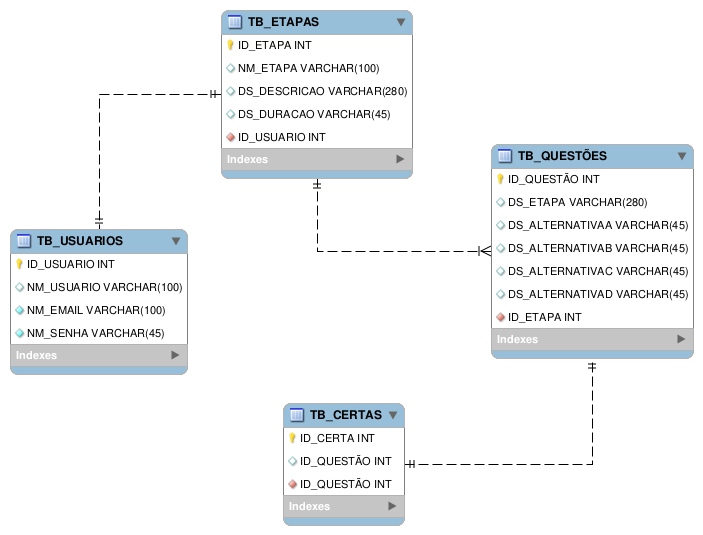 TB_ETAPAS
ID_ETAPA INT
NM_ETAPA VARCHAR(100)
DS_DESCRICAO VARCHAR(280)
DS_DURACAO VARCHAR(45)
ID_USUARIO INT
Indexes
TB_QUESTÕES
ID_QUESTÃO INT
DS_ETAPA VARCHAR(280)
DS_ALTERNATIVAA VARCHAR(45)
DS_ALTERNATIVAB VARCHAR(45)
DS_ALTERNATIVAC VARCHAR(45)
DS_ALTERNATIVAD VARCHAR(45)
ID_ETAPA INT
Indexes
TB_USUARIOS
ID_USUARIO INT
NM_USUARIO VARCHAR(100)
NM_EMAIL VARCHAR(100)
NM_SENHA VARCHAR(45)
Indexes
TB_CERTAS
ID_CERTA INT
ID_QUESTÃO INT
ID_QUESTÃO INT
Indexes